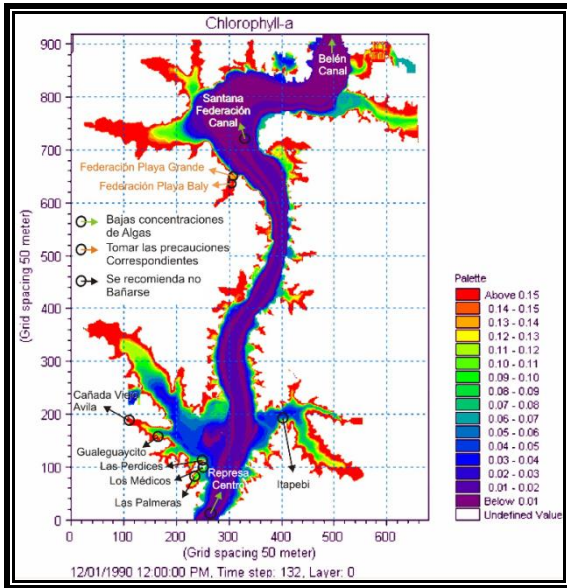 Chlorophyll-a
900
800
700
600
500
400
300
200
100
0
(Grid spacing 50 meter)
Belén
Canal
Santana
Federación
Canal
Federación Playa Grande
Federación Playa Baly
Bajas concentraciones
de Algas
Tomar las precauciones
Correspondientes
Se recomienda no
Bañarse
Cañada Vieja
Avila
Gualeguaycito
Las Perdices
Los Médicos
Las Palmeras
Represa
Centro
Itapebi
0 100 200 300 400 500 600
(Grid spacing 50 meter)
12/01/1990 12:00:00 PM, Time step: 132, Layer: 0
Palette
Above 0.15
0.14 - 0.15
0.13 - 0.14
0.12 - 0.13
0.11 - 0.12
0.10 - 0.11
0.09 - 0.10
0.08 - 0.09
0.07 - 0.08
0.06 - 0.07
0.05 - 0.06
0.04 - 0.05
0.03 - 0.04
0.02 - 0.03
0.01 - 0.02
Below 0.01
Undefined Value